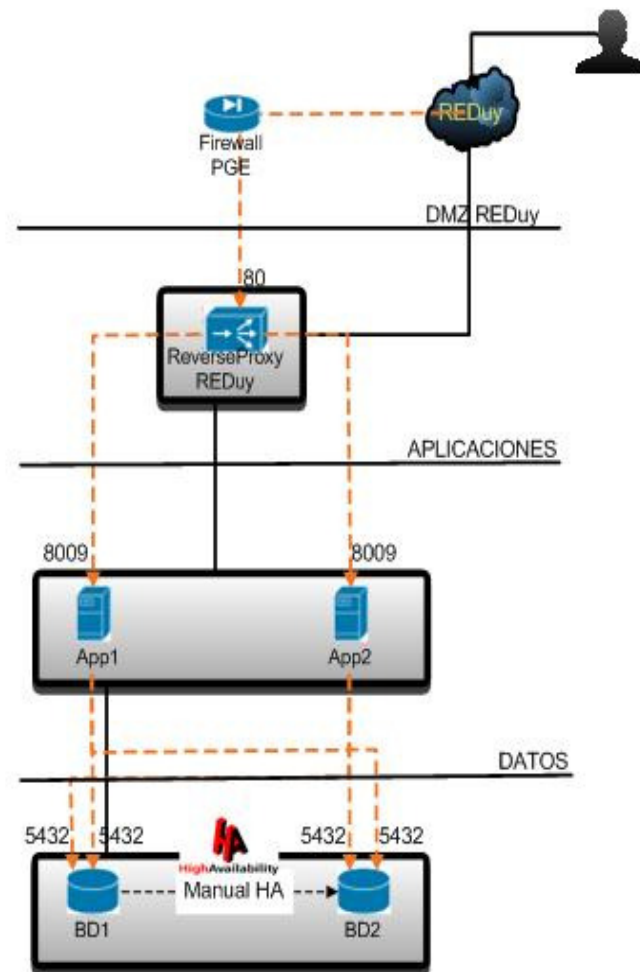 REDuy
Firewall
PGE
DMZ REDuy
80
ReverseProxy
REDuy
APLICACIONES
8009
8009
App1
App2
DATOS
5432
5432
5432
5432
HA
HighAvailability
Manual HA
BD1
BD2